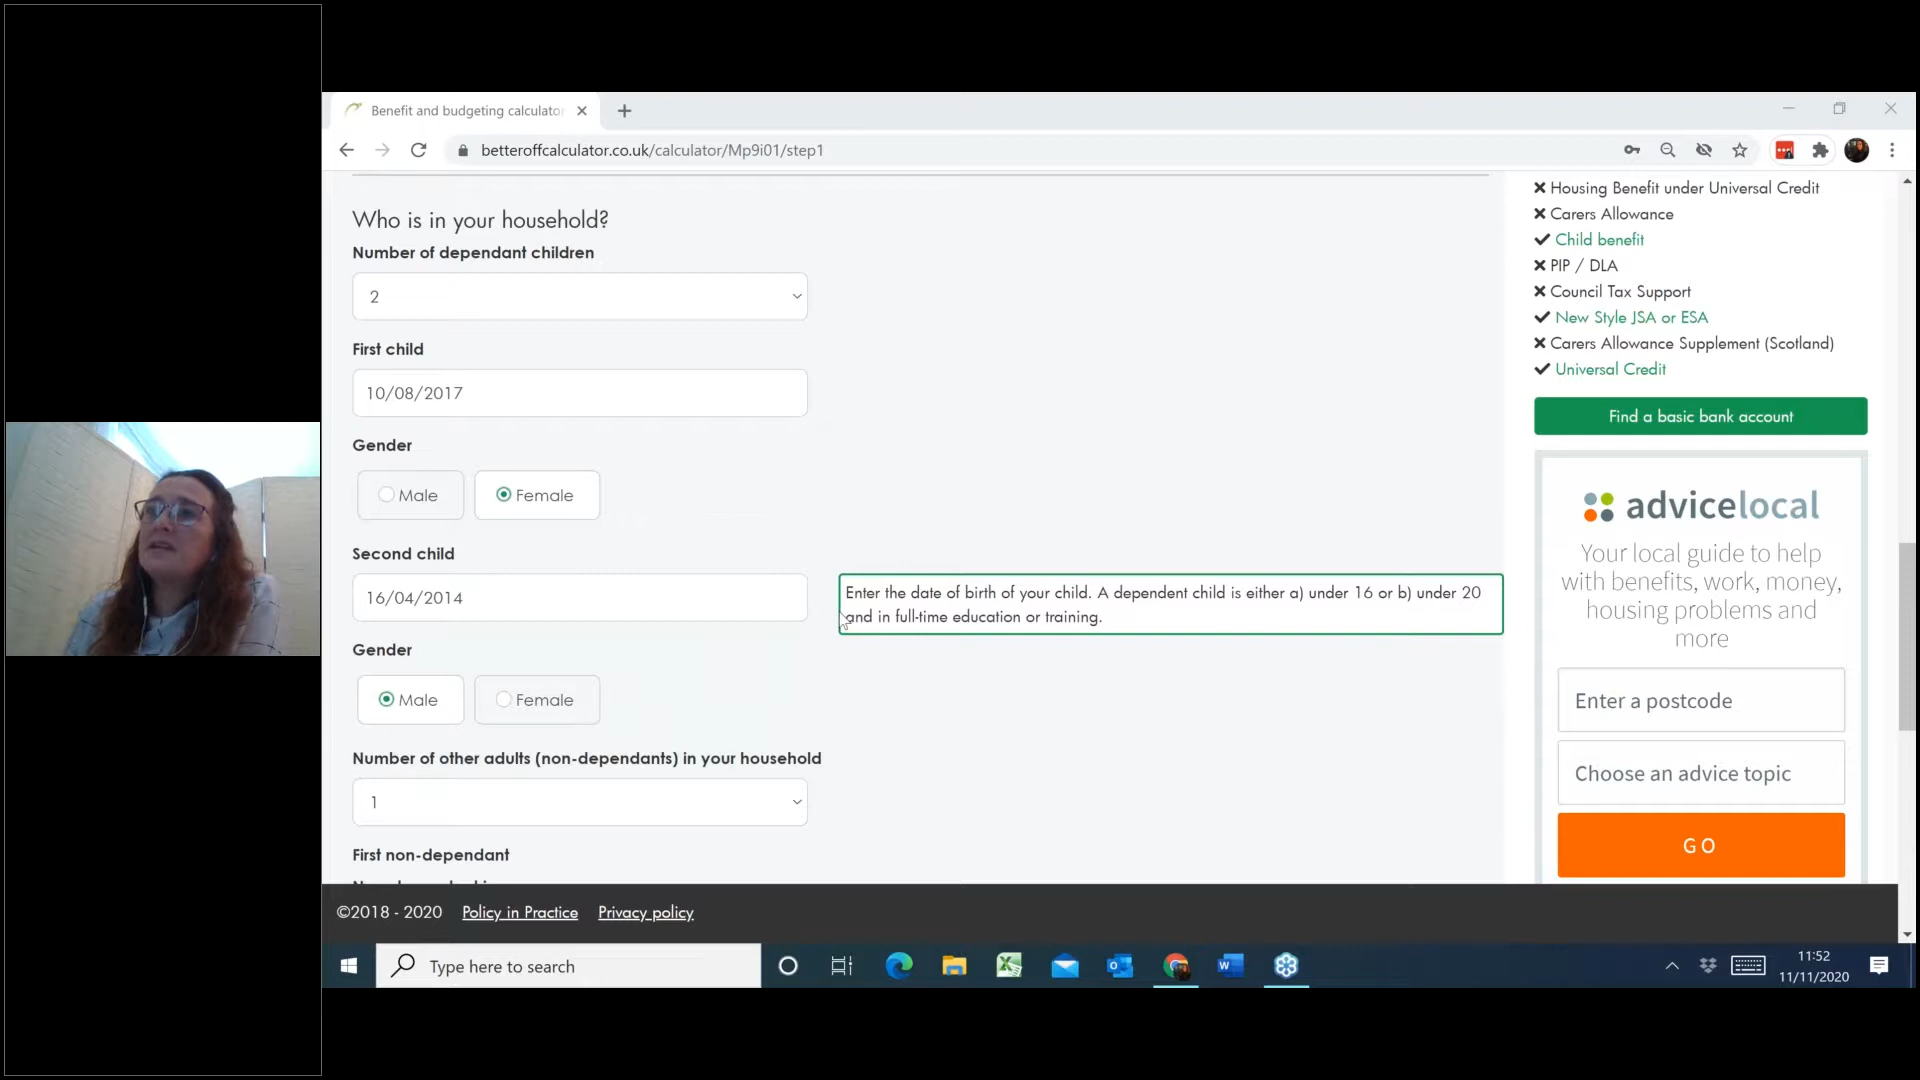 Benefit and budgeting calculator
betteroffcalculator.co.uk/calculator/Mp9i01/step1
Who is in your household?
Number of dependant children
2
First child
10/08/2017
Gender
Male
Female
Second child
16/04/2014
Enter the date of birth of your child. A dependent child is either a) under 16 or b) under 20
and in full-time education or training.
Gender
Male
Female
Number of other adults (non-dependants) in your household
1
First non-dependant
Housing Benefit under Universal Credit
Carers Allowance
Child benefit
PIP / DLA
Council Tax Support
New Style JSA or ESA
Carers Allowance Supplement (Scotland)
Universal Credit
Find a basic bank account
advicelocal
Your local guide to help
with benefits, work, money,
housing problems and
more
Enter a postcode
Choose an advice topic
GO
©2018 - 2020 Policy in Practice Privacy policy
Type here to search
11:52
11/11/2020